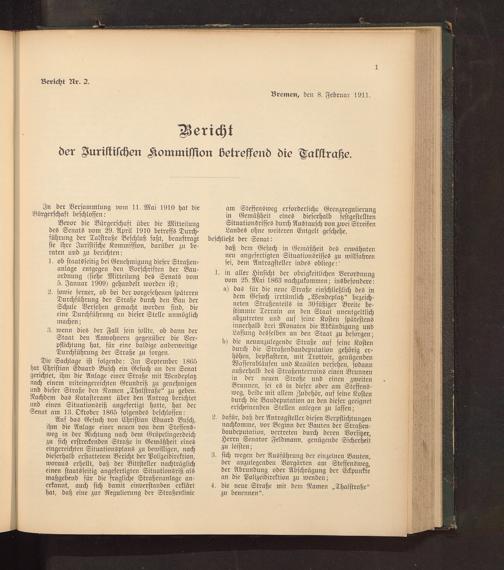 1
Bericht Nr. 2.
Bremen, den 8. Februar 1911.
Bericht
der Juristischen Kommission betreffend die Talstraße.
In der Versammlung vom 11. Mai 1910 hat die
Bürgerschaft beschlossen:
Bevor die Bürgerschaft über die Mitteilung
des Senats vom 29. April 1910 betreffs Durch-
führung der Talstraße Beschluß faßt, beauftragt
sie ihre Juristische Kommission, darüber zu be-
raten und zu berichten:
1. ob staatsseitig bei Genehmigung dieser Straßen-
anlage entgegen den Vorschriften der Bau-
ordnung (siehe Mitteilung des Senats vom
5. Januar 1909) gehandelt worden ist;
2. sowie ferner, ob bei der vorgesehenen späteren
Durchführung der Straße durch den Bau der
Schule Versehen gemacht worden sind, die
eine Durchführung an dieser Stelle unmöglich
machen;
3. wenn dies der Fall sein sollte, ob dann der
Staat den Anwohnern gegenüber die Ver-
pflichtung hat, für eine baldige anderweitige
Durchführung der Straße zu sorgen.
Die Sachlage ist folgende: Im September 1865
hat Christian Eduard Busch ein Gesuch an den Senat
gerichtet, ihm die Anlage einer Straße mit Wendeplatz
nach einem miteingereichten Grundriß zu genehmigen
und dieser Straße den Namen „Thalstraße“ zu geben.
Nachdem das Katasteramt über den Antrag berichtet
und einen Situationsriß angefertigt hatte, hat der
Senat am 13. Oktober 1865 folgendes beschlossen:
Auf das Gesuch von Christian Eduard Busch,
ihm die Anlage einer neuen von dem Steffens-
weg in der Richtung nach dem Gröpelingerdeich
zu sich erstreckenden Straße in Gemäßheit eines
eingereichten Situationsplans zu bewilligen, nach
dieserhalb erstattetem Bericht der Polizeidirektion,
woraus erhellt, daß der Bittsteller nachträglich
einen staatsseitig angefertigten Situationsriß als
maßgebend für die fragliche Straßenanlage an-
erkannt, auch sich damit einverstanden erklärt
hat, daß eine zur Regulierung der Straßenlinie
am Steffensweg erforderliche Grenzregulierung
in Gemäßheit eines dieserhalb festgestellten
Situationsrisses durch Austausch von zwei Streifen
Landes ohne weiteren Entgelt geschehe,
beschließt der Senat:
daß dem Gesuch in Gemäßheit des erwähnten
neu angefertigten Situationsrisses zu willfahren
sei, dem Antragsteller indes obliege:
1. in aller Hinsicht der obrigkeitlichen Verordnung
vom 25. Mai 1863 nachzukommen; insbesondere:
a) das für die neue Straße einschließlich des in
dem Gesuch irrtümlich „Wendeplatz“ bezeich-
neten Straßenteils in 30füßiger Breite be-
stimmte Terrain an den Staat unentgeltlich
abzutreten und auf seine Kosten spätestens
innerhalb drei Monaten die Abkündigung und
Lassung desselben an den Staat zu besorgen;
b) die neuanzulegende Straße auf seine Kosten
durch die Straßenbaudeputation gehörig er-
höhen, bepflastern, mit Trottoir, genügenden
Wasserabläufen und Kanälen versehen, sodann
außerhalb des Straßenterrains einen Brunnen
in der neuen Straße und einen zweiten
Brunnen, sei es in dieser oder am Steffens-
weg, beide mit allem Zubehör, auf seine Kosten
durch die Baudeputation an den hierzu geeignet
erscheinenden Stellen anlegen zu lassen;
2. dafür, daß der Antragsteller diesen Verpflichtungen
nachkomme, vor Beginn der Bauten der Straßen-
baudeputation, vertreten durch deren Vorsitzer,
Herrn Senator Feldmann, genügende Sicherheit
zu leisten;
3. sich wegen der Ausführung der einzelnen Bauten,
der anzulegenden Vorgärten am Steffensweg,
der Abrundung oder Abschrägung der Eckpunkte
an die Polizeidirektion zu wenden;
4. die neue Straße mit dem Namen „Thalstraße“
zu benennen“.